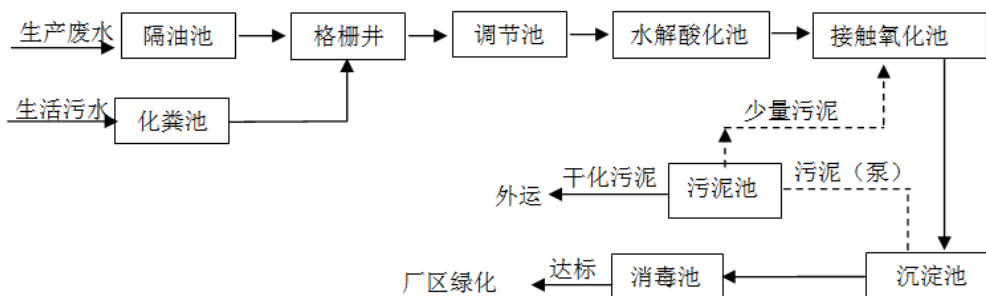 生产废水
隔油池
格栅井
调节池
水解酸化池
接触氧化池
生活污水
化粪池
少量污泥
干化污泥
污泥池
污泥（泵）
外运
厂区绿化
达标
消毒池
沉淀池